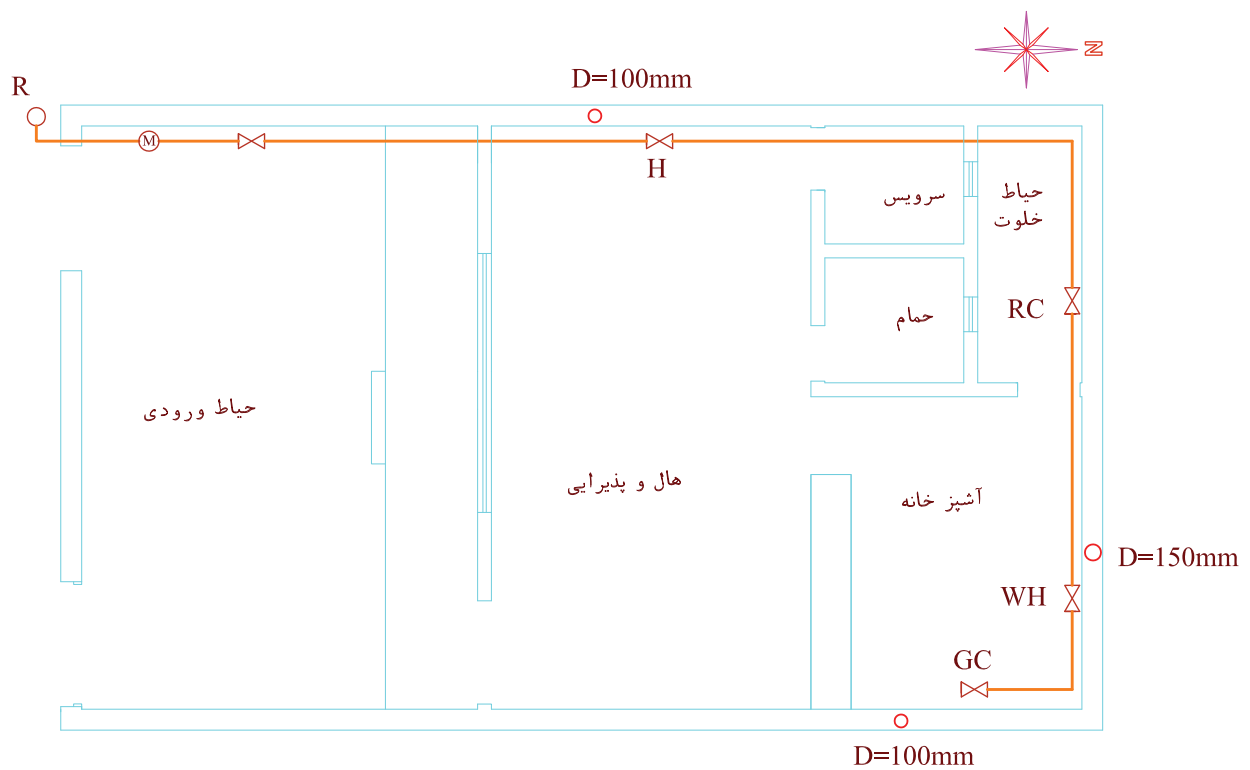 N
D=100mm
R
M
H
سرویس
حیاط
خلوت
RC
حمام
حیاط ورودی
هال و پذیرایی
آشپز خانه
D=150mm
WH
GC
D=100mm